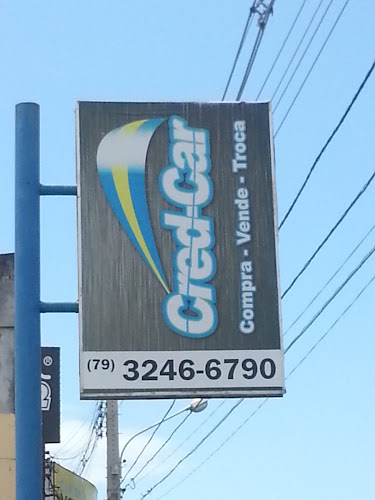 Cred-Car
Compra - Vende - Troca
(79) 3246-6790